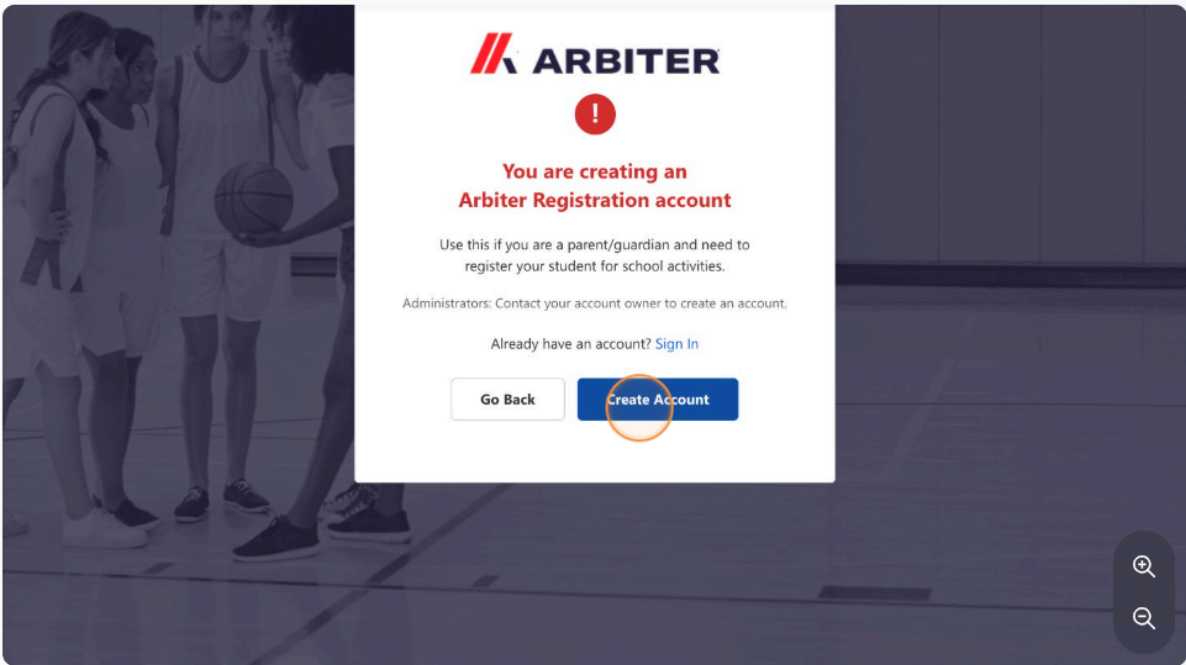 ARBITER
!
You are creating an
Arbiter Registration account
Use this if you are a parent/guardian and need to
register your student for school activities.
Administrators: Contact your account owner to create an account.
Already have an account? Sign In
Go Back
Create Account